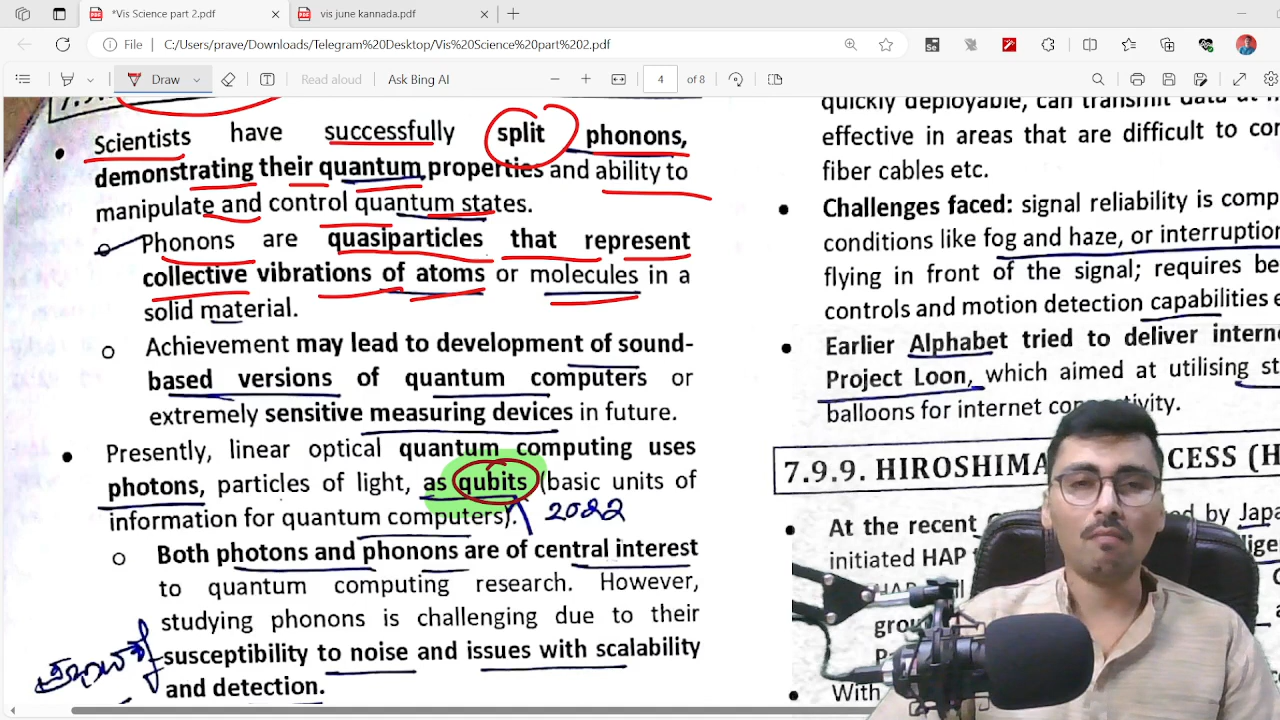 *Vis Science part 2.pdf
vis june kannada.pdf
File
C:/Users/prave/Downloads/Telegram%20Desktop/Vis%20Science%20part%202.pdf
Draw
Read aloud
Ask Bing AI
4
of 8
Scientists have successfully split phonons,
demonstrating their quantum properties and ability to
manipulate and control quantum states.
Phonons are quasiparticles that represent
collective vibrations of atoms or molecules in a
solid material.
Achievement may lead to development of sound-
based versions of quantum computers or
extremely sensitive measuring devices in future.
Presently, linear optical quantum computing uses
photons, particles of light, as qubits (basic units of
information for quantum computers).
2022
Both photons and phonons are of central interest
to quantum computing research. However,
studying phonons is challenging due to their
susceptibility to noise and issues with scalability
and detection.
quickly deployable, can transmit data at
effective in areas that are difficult to
fiber cables etc.
Challenges faced: signal reliability is
conditions like fog and haze, or
flying in front of the signal; requires
controls and motion detection capabilities
Earlier Alphabet tried to deliver
Project Loon, which aimed at utilising
balloons for internet
7.9.9. HIROSHIMA
At the recent by
initiated HAP
With